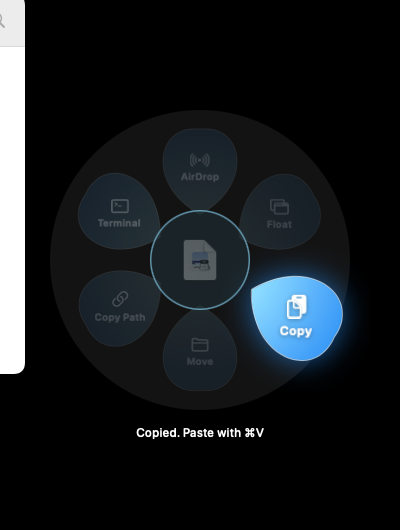 AirDrop
Terminal
Float
Copy Path
Copy
Move
Copied. Paste with ⌘V